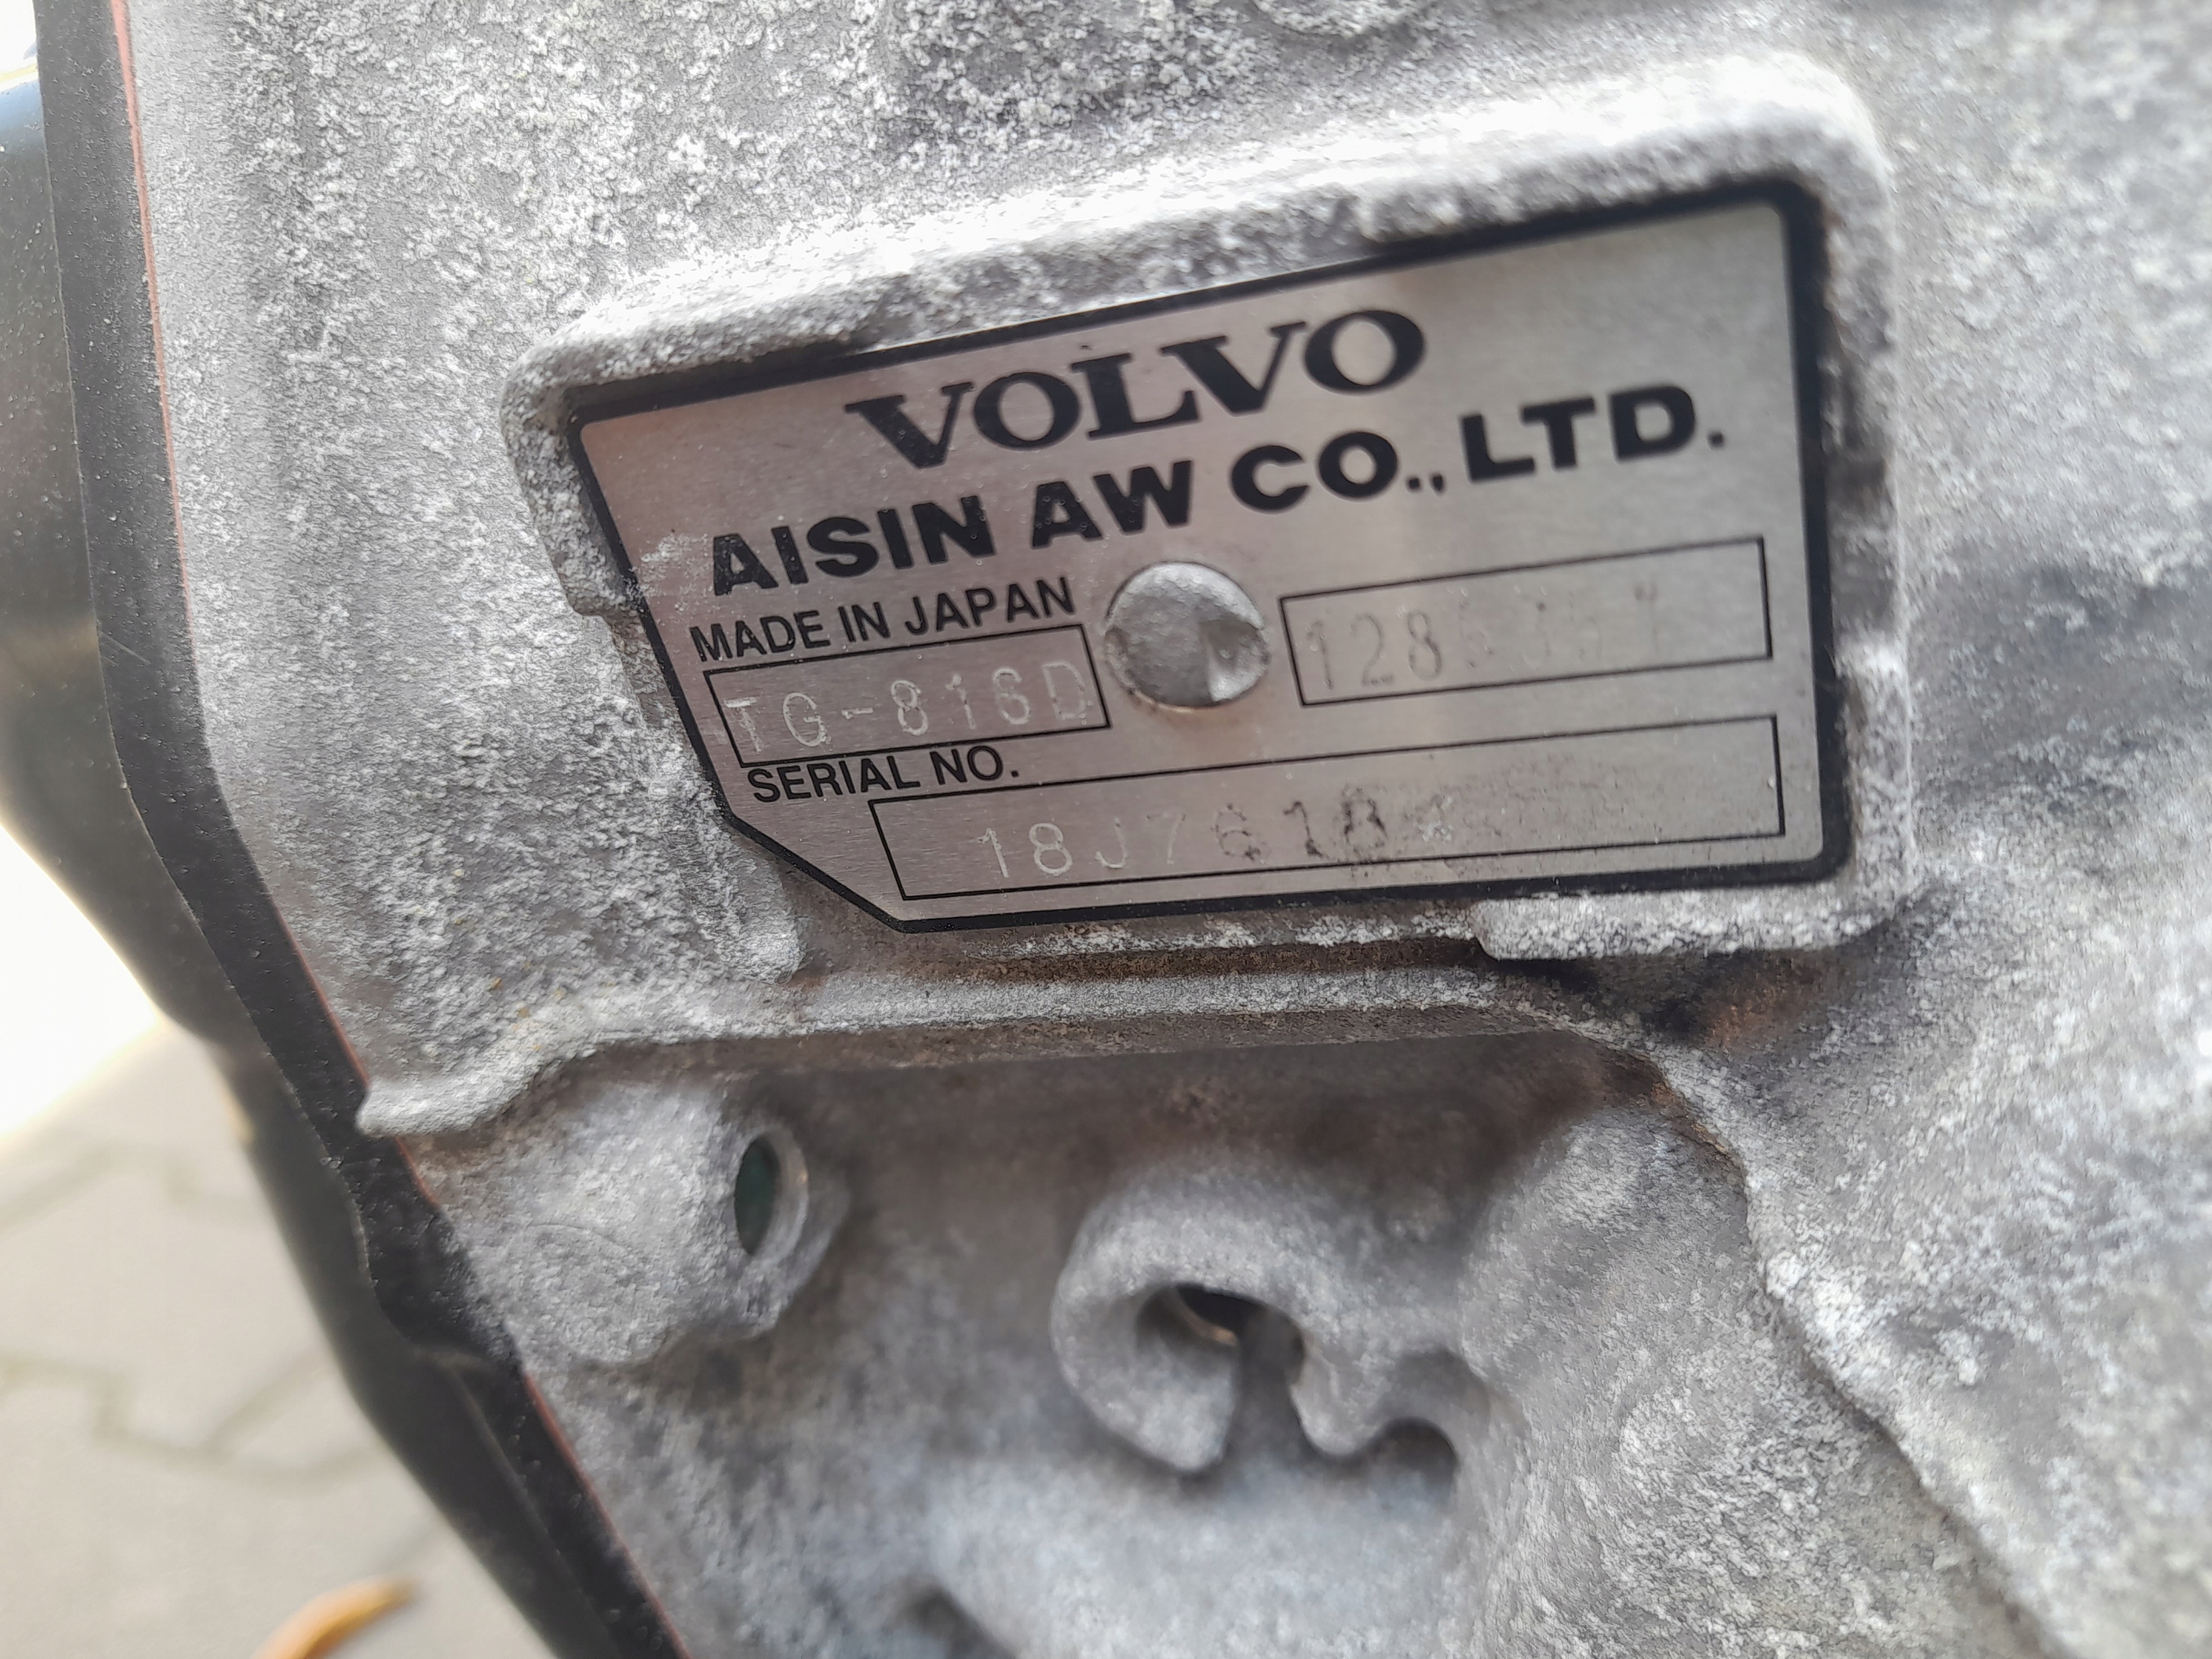 VOLVO
AISIN AW CO., LTD.
MADE IN JAPAN
TG-81SD
SERIAL NO.